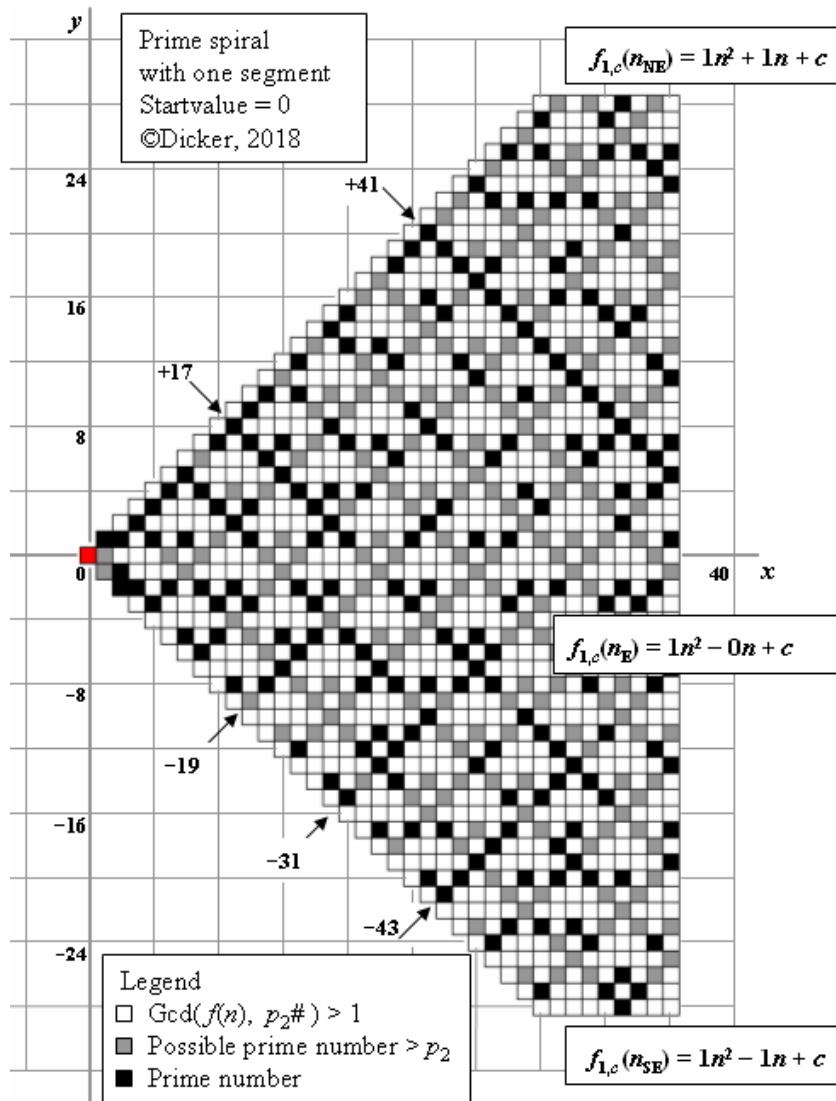 y
Prime spiral
with one segment
Startvalue = 0
©Dicker, 2018
f1,c(nNE) = 1n² + 1n + c
24
+41
16
+17
8
0
40
x
f1,c(nE) = 1n² − 0n + c
−8
−19
−16
−31
−43
−24
Legend
Gcd(f(n), p2#) > 1
Possible prime number > p2
Prime number
f1,c(nSE) = 1n² − 1n + c